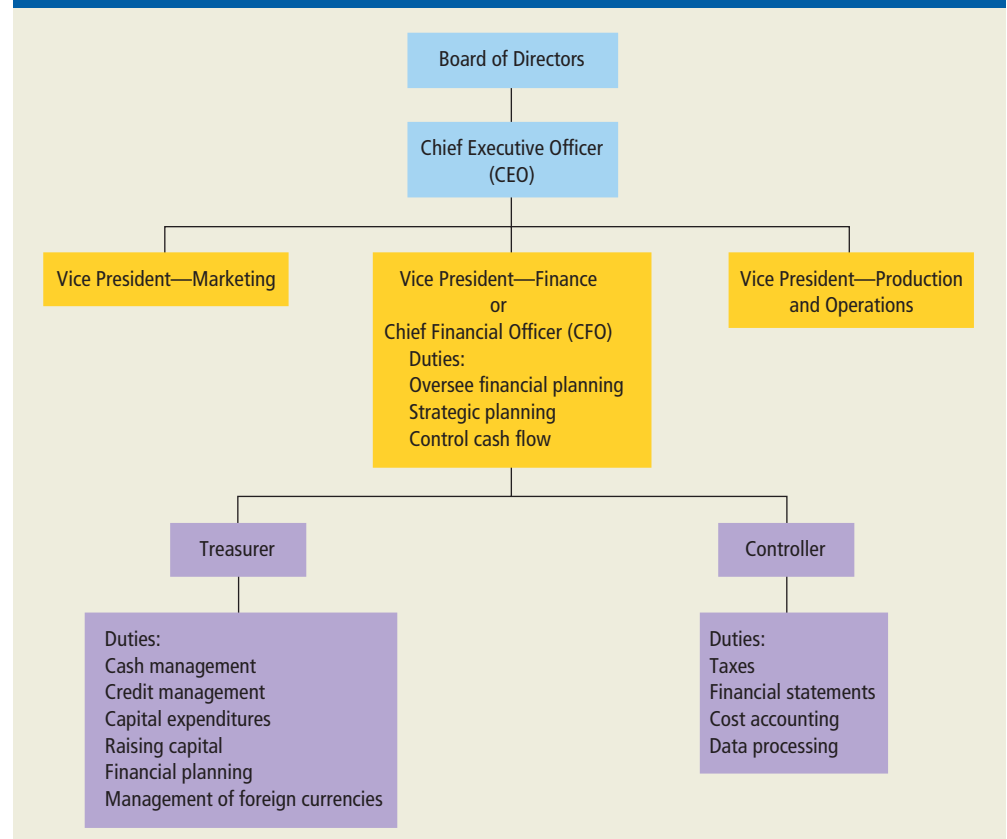 Board of Directors
Chief Executive Officer
(CEO)
Vice President—Marketing
Vice President—Finance
or
Chief Financial Officer (CFO)
Duties:
Oversee financial planning
Strategic planning
Control cash flow
Vice President—Production
and Operations
Treasurer
Controller
Duties:
Cash management
Credit management
Capital expenditures
Raising capital
Financial planning
Management of foreign currencies
Duties:
Taxes
Financial statements
Cost accounting
Data processing